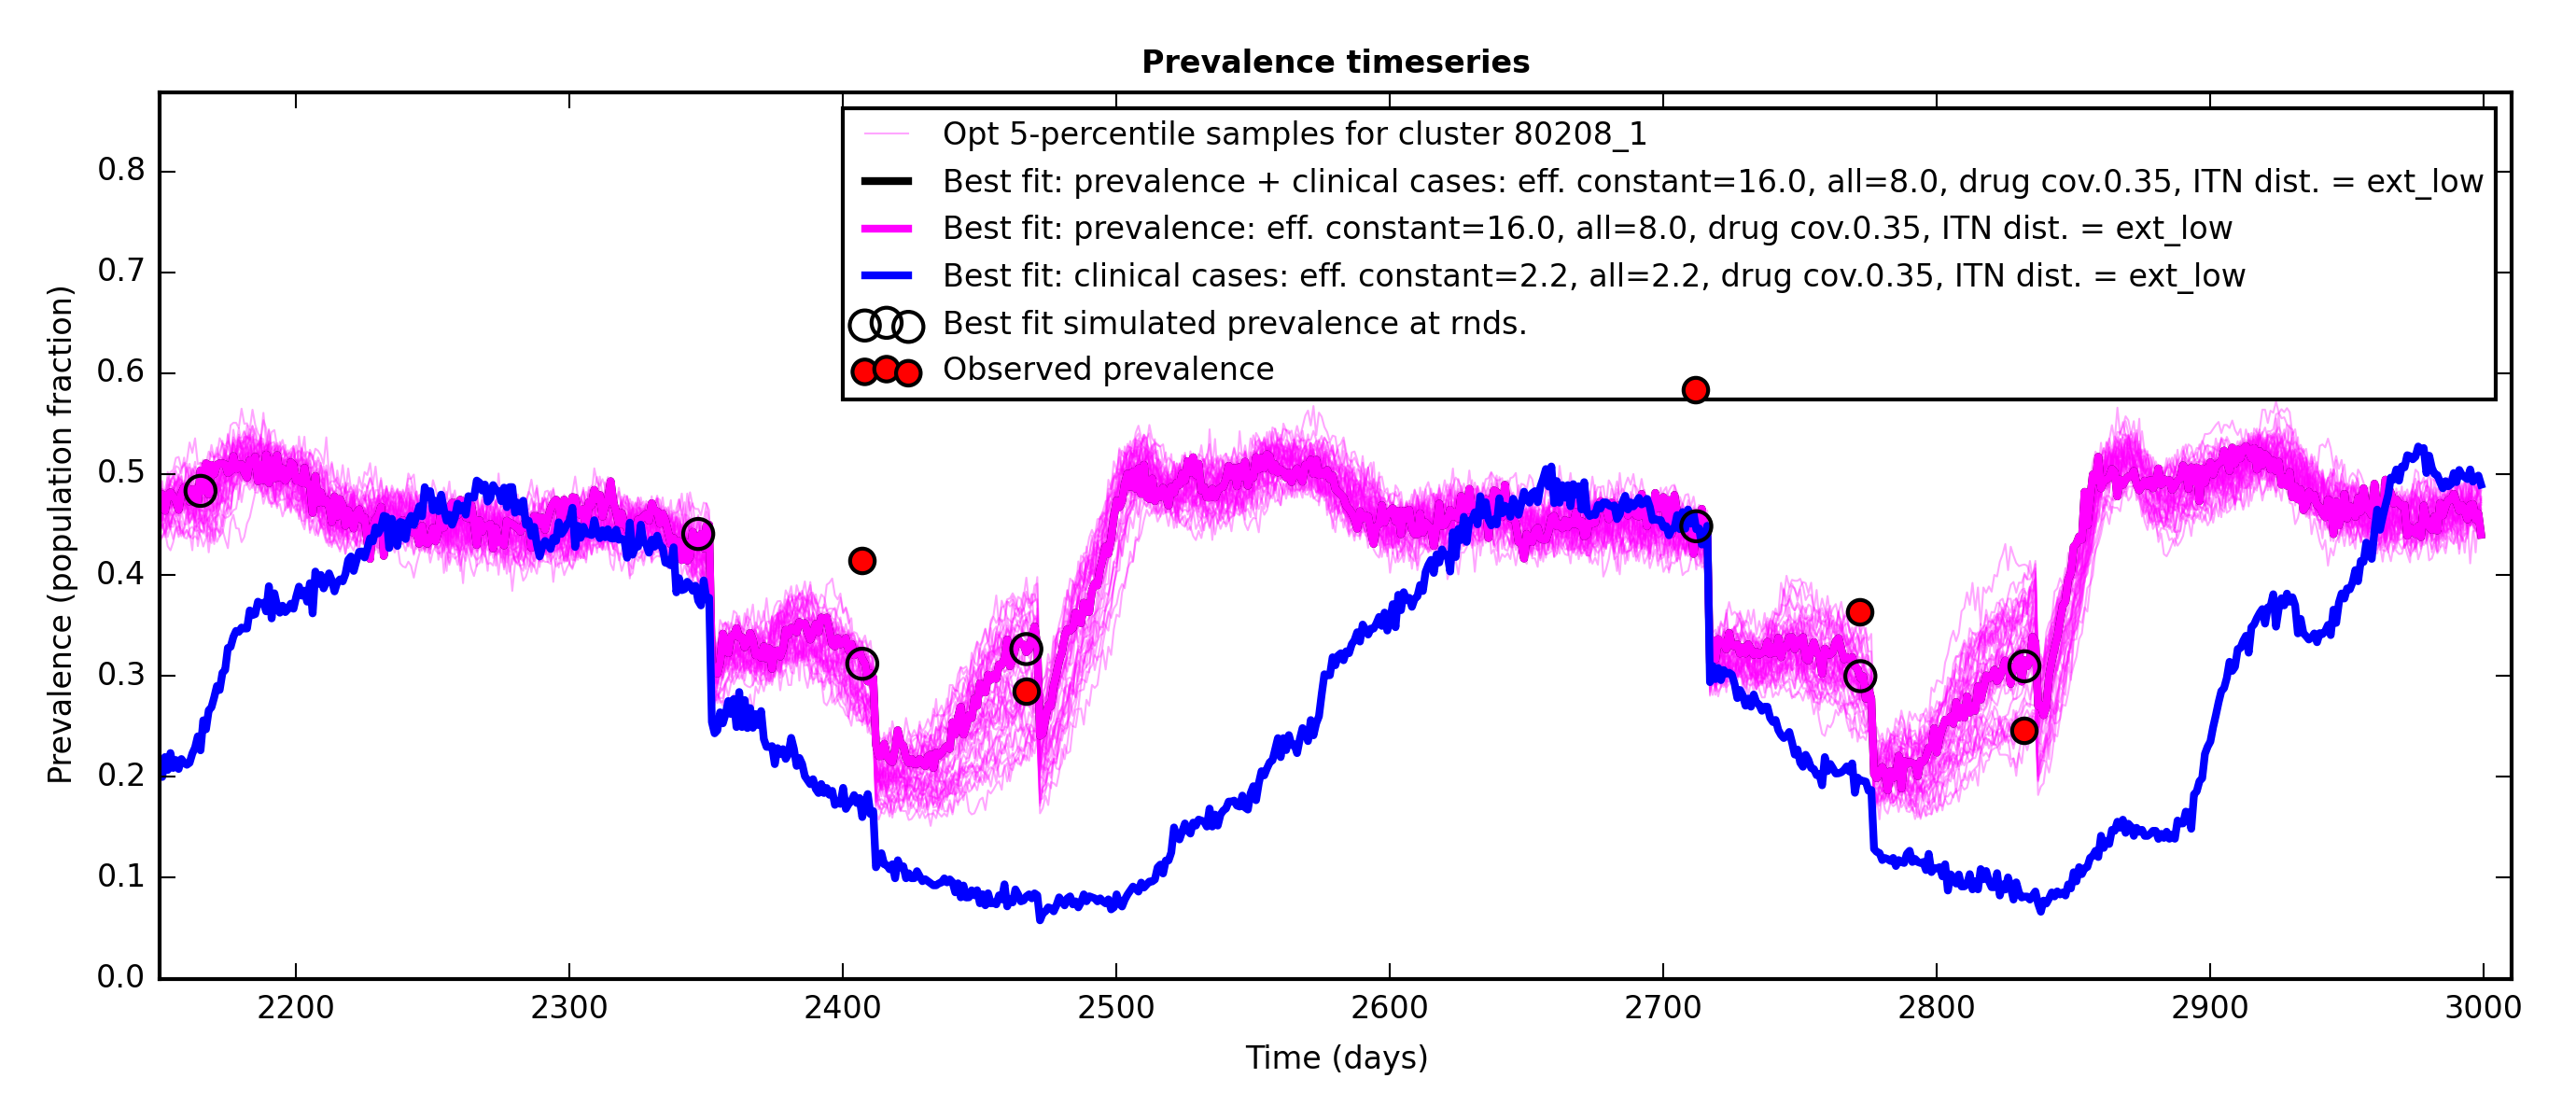 Prevalence timeseries
Opt 5-percentile samples for cluster 80208_1
Best fit: prevalence + clinical cases: eff. constant=16.0, all=8.0, drug cov.0.35, ITN dist. = ext_low
Best fit: prevalence: eff. constant=16.0, all=8.0, drug cov.0.35, ITN dist. = ext_low
Best fit: clinical cases: eff. constant=2.2, all=2.2, drug cov.0.35, ITN dist. = ext_low
Best fit simulated prevalence at rnds.
Observed prevalence
Prevalence (population fraction)
0.8
0.7
0.6
0.5
0.4
0.3
0.2
0.1
0.0
2200 2300 2400 2500 2600 2700 2800 2900 3000
Time (days)